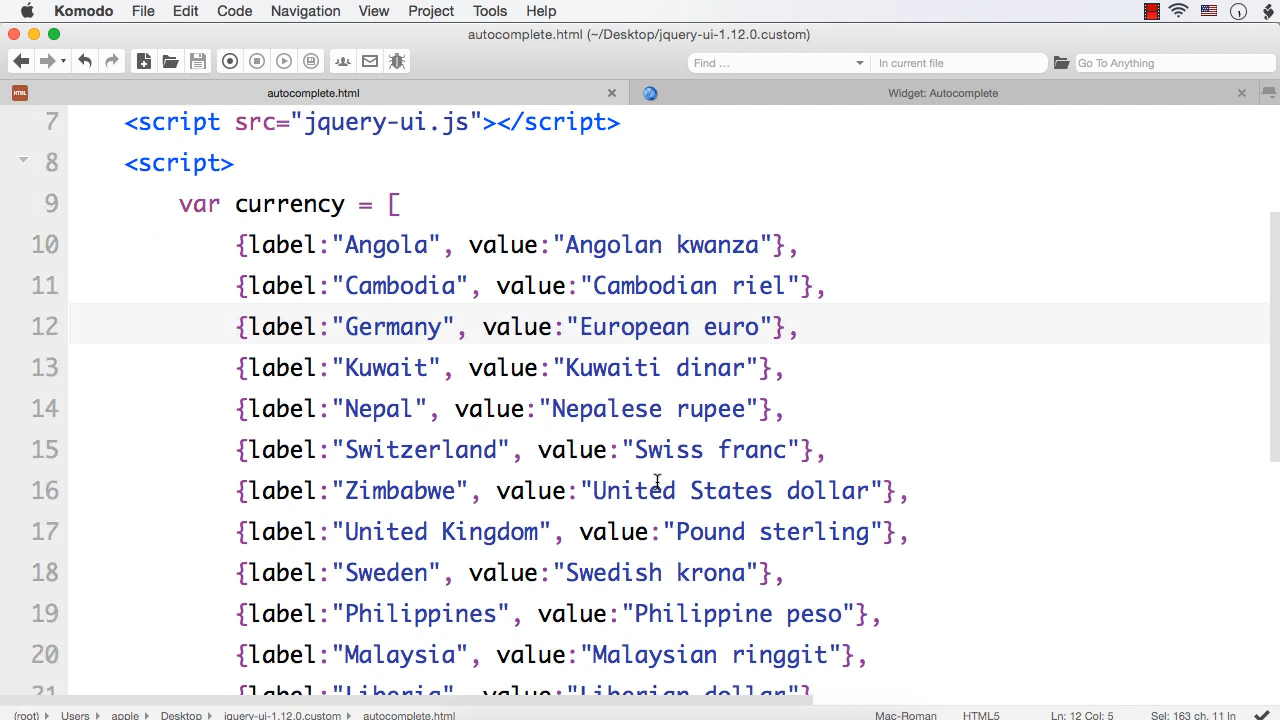 Komodo File Edit Code Navigation View Project Tools Help
autocomplete.html (~/Desktop/jquery-ui-1.12.0.custom)
Find ... In current file Go To Anything
autocomplete.html Widget: Autocomplete
7 <script src="jquery-ui.js"></script>
8 <script>
9 var currency = [
10 {label:"Angola", value:"Angolan kwanza"},
11 {label:"Cambodia", value:"Cambodian riel"},
12 {label:"Germany", value:"European euro"},
13 {label:"Kuwait", value:"Kuwaiti dinar"},
14 {label:"Nepal", value:"Nepalese rupee"},
15 {label:"Switzerland", value:"Swiss franc"},
16 {label:"Zimbabwe", value:"United States dollar"},
17 {label:"United Kingdom", value:"Pound sterling"},
18 {label:"Sweden", value:"Swedish krona"},
19 {label:"Philippines", value:"Philippine peso"},
20 {label:"Malaysia", value:"Malaysian ringgit"},
21 {label:"Liberia", value:"Liberian dollar"}
(root) Users apple Desktop jquery-ui-1.12.0.custom autocomplete.html Mac-Roman HTML5 Ln: 12 Col: 5 Sel: 163 ch, 11 ln